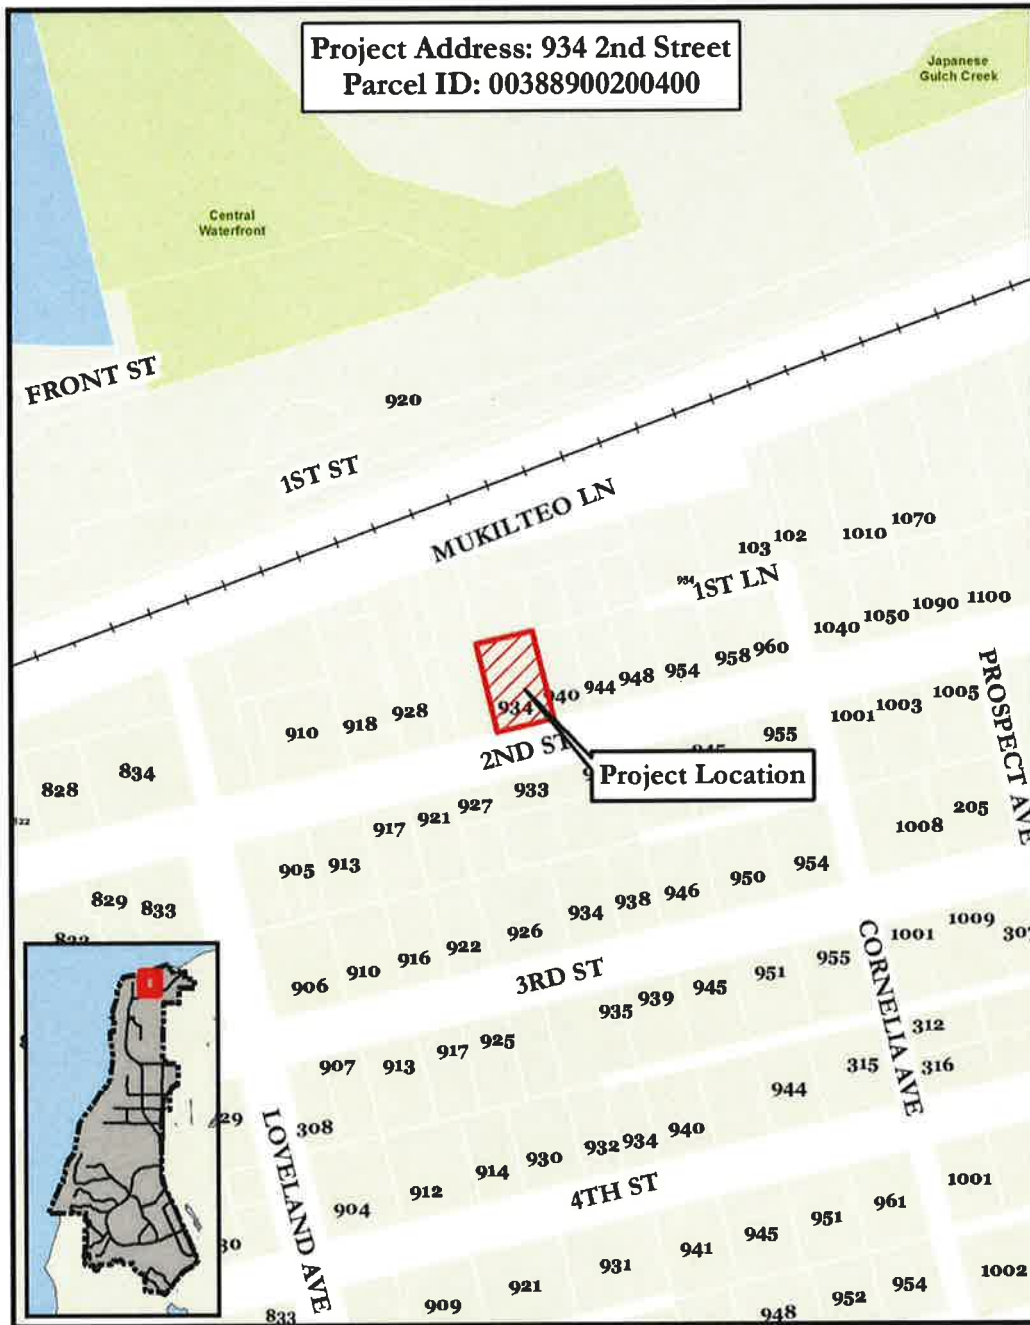 Project Address: 934 2nd Street
Parcel ID: 00388900200400
Japanese
Gulch Creek
Central
Waterfront
FRONT ST
920
1ST ST
MUKILTEO LN
103 102 1010 1070
1ST LN
1040 1050 1090 1100
910 918 928 934 940 944 948 954 958 960
2ND ST
PROSPECT AVE
1001 1003 1005
955
828 834
Project Location
905 913 917 921 927 933
1008 205
829 833
906 910 916 922 926 934 938 946 950 954
3RD ST
CORNELIA AVE
1001 1009
907 913 917 925 935 939 945 951 955
312
315 316
LOVELAND AVE
308
904 912 914 930 932 934 940 944
4TH ST
1001
909 921 931 941 945 951 961
833
948 952 954 1002